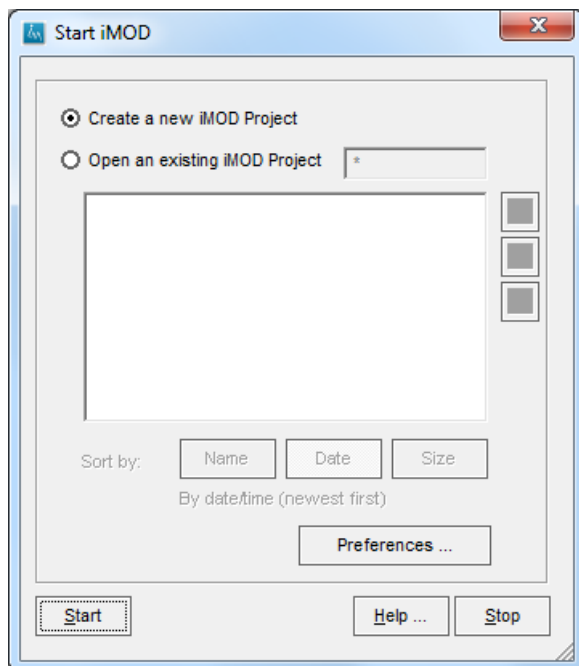 Start iMOD
Create a new iMOD Project
Open an existing iMOD Project *
Sort by: Name Date Size
By date/time (newest first)
Preferences ...
Start Help ... Stop